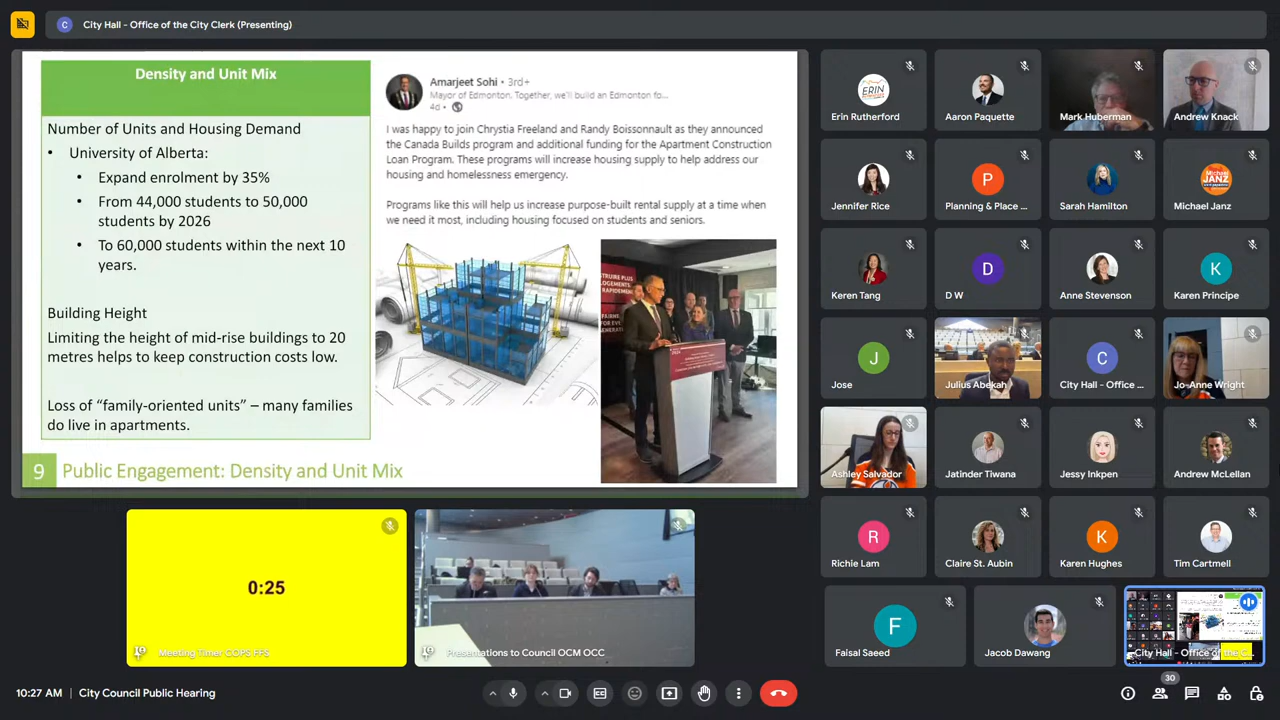 City Hall - Office of the City Clerk (Presenting)
Density and Unit Mix
Number of Units and Housing Demand
• University of Alberta:
• Expand enrolment by 35%
• From 44,000 students to 50,000
students by 2026
• To 60,000 students within the next 10
years.
Building Height
Limiting the height of mid-rise buildings to 20
metres helps to keep construction costs low.
Loss of “family-oriented units” – many families
do live in apartments.
9 Public Engagement: Density and Unit Mix
Amarjeet Sohi • 3rd+
Mayor of Edmonton. Together, we'll build an Edmonton fo...
4d •
I was happy to join Chrystia Freeland and Randy Boissonnault as they announced
the Canada Builds program and additional funding for the Apartment Construction
Loan Program. These programs will increase housing supply to help address our
housing and homelessness emergency.
Programs like this will help us increase purpose-built rental supply at a time when
we need it most, including housing focused on students and seniors.
0:25
Meeting Timer COPS FFS
Presentations to Council OCM OCC
ERIN
Erin Rutherford
Aaron Paquette
Mark Huberman
Andrew Knack
Jennifer Rice
P
Planning & Place ...
Sarah Hamilton
Michael
JANZ
Michael Janz
Keren Tang
D
D W
Anne Stevenson
K
Karen Principe
J
Jose
Julius Abekah
C
City Hall - Office ...
Jo-Anne Wright
Ashley Salvador
Jatinder Tiwana
Jessy Inkpen
Andrew McLellan
R
Richie Lam
Claire St. Aubin
K
Karen Hughes
Tim Cartmell
F
Faisal Saeed
Jacob Dawang
City Hall - Office of the C...
10:27 AM | City Council Public Hearing
30